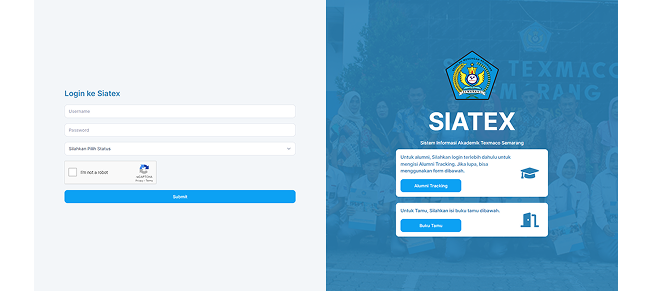 Login ke Siatex
Username
Password
Silahkan Pilih Status
I'm not a robot
reCAPTCHA
Privacy - Terms
Submit
TEXMACO
SEMARANG
SIATEX
Sistem Informasi Akademik Texmaco Semarang
Untuk alumni, Silahkan login terlebih dahulu untuk
mengisi Alumni Tracking. Jika lupa, bisa
menggunakan form dibawah.
Alumni Tracking
Untuk Tamu, Silahkan isi buku tamu dibawah.
Buku Tamu